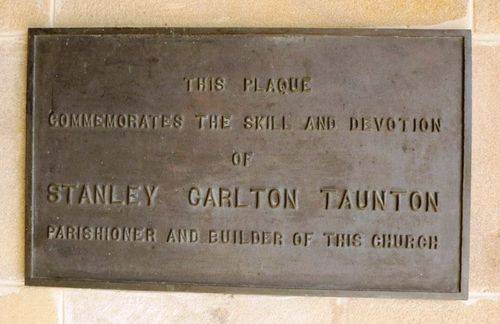 THIS PLAQUE
COMMEMORATES THE SKILL AND DEVOTION
OF
STANLEY CARLTON TAUNTON
PARISHIONER AND BUILDER OF THIS CHURCH